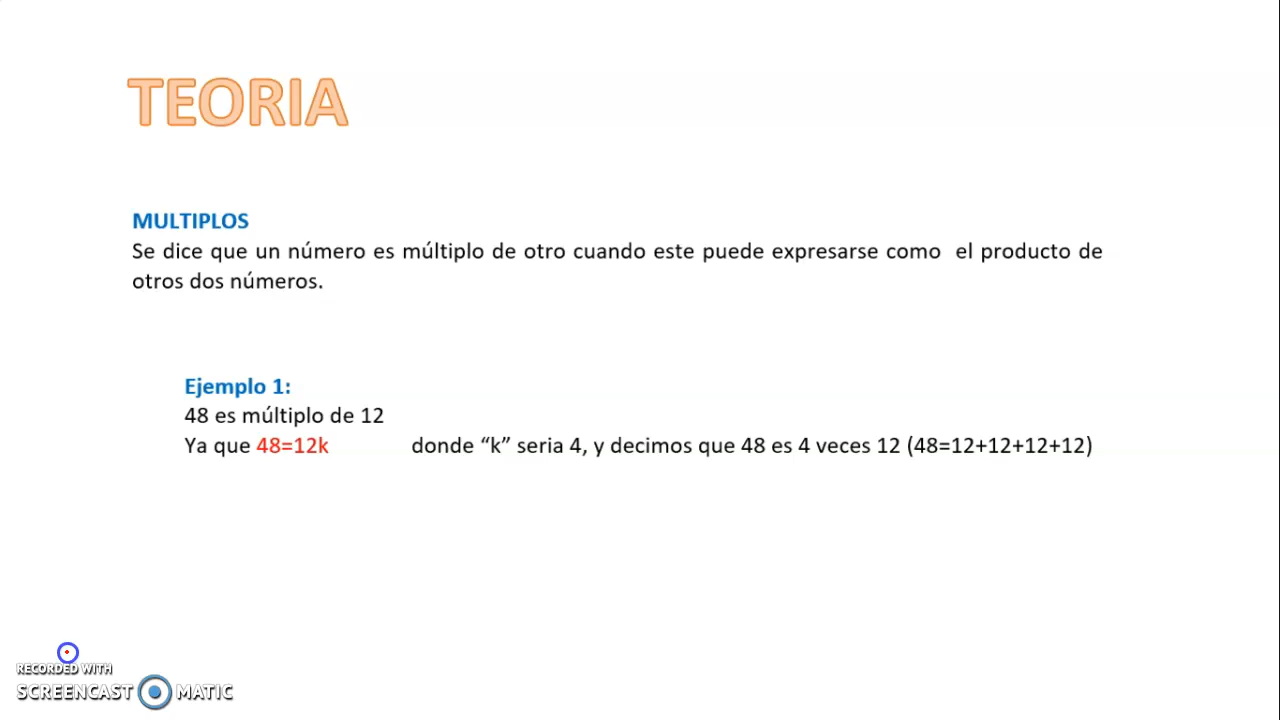 TEORIA
MULTIPLOS
Se dice que un número es múltiplo de otro cuando este puede expresarse como el producto de
otros dos números.
Ejemplo 1:
48 es múltiplo de 12
Ya que 48=12k donde “k” seria 4, y decimos que 48 es 4 veces 12 (48=12+12+12+12)
RECORDED WITH
SCREENCAST MATIC